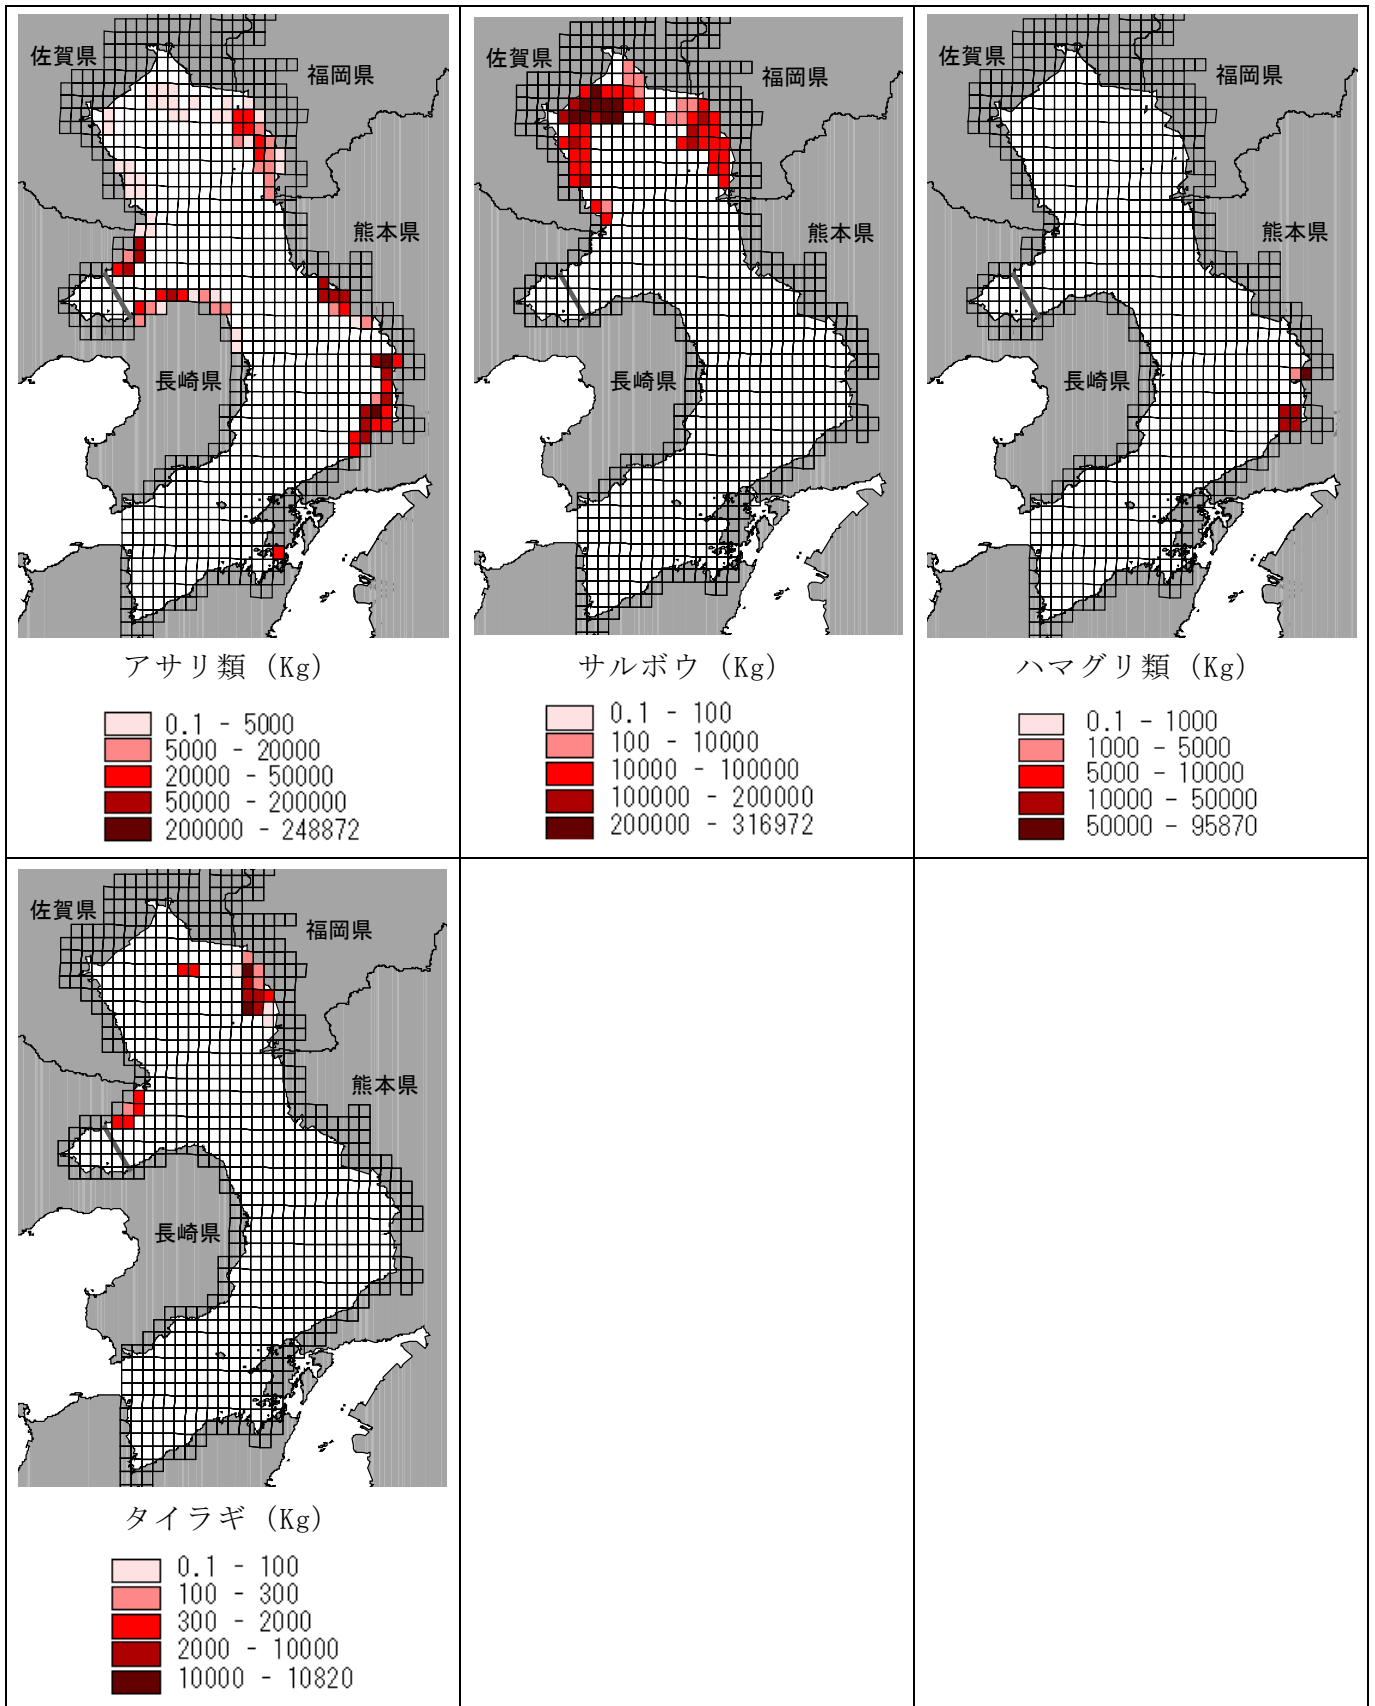 佐賀県
福岡県
熊本県
長崎県
アサリ類 (Kg)
0.1 - 5000
5000 - 20000
20000 - 50000
50000 - 200000
200000 - 248872
佐賀県
福岡県
熊本県
長崎県
サルボウ (Kg)
0.1 - 100
100 - 10000
10000 - 100000
100000 - 200000
200000 - 316972
佐賀県
福岡県
熊本県
長崎県
ハマグリ類 (Kg)
0.1 - 1000
1000 - 5000
5000 - 10000
10000 - 50000
50000 - 95870
佐賀県
福岡県
熊本県
長崎県
タイラギ (Kg)
0.1 - 100
100 - 300
300 - 2000
2000 - 10000
10000 - 10820